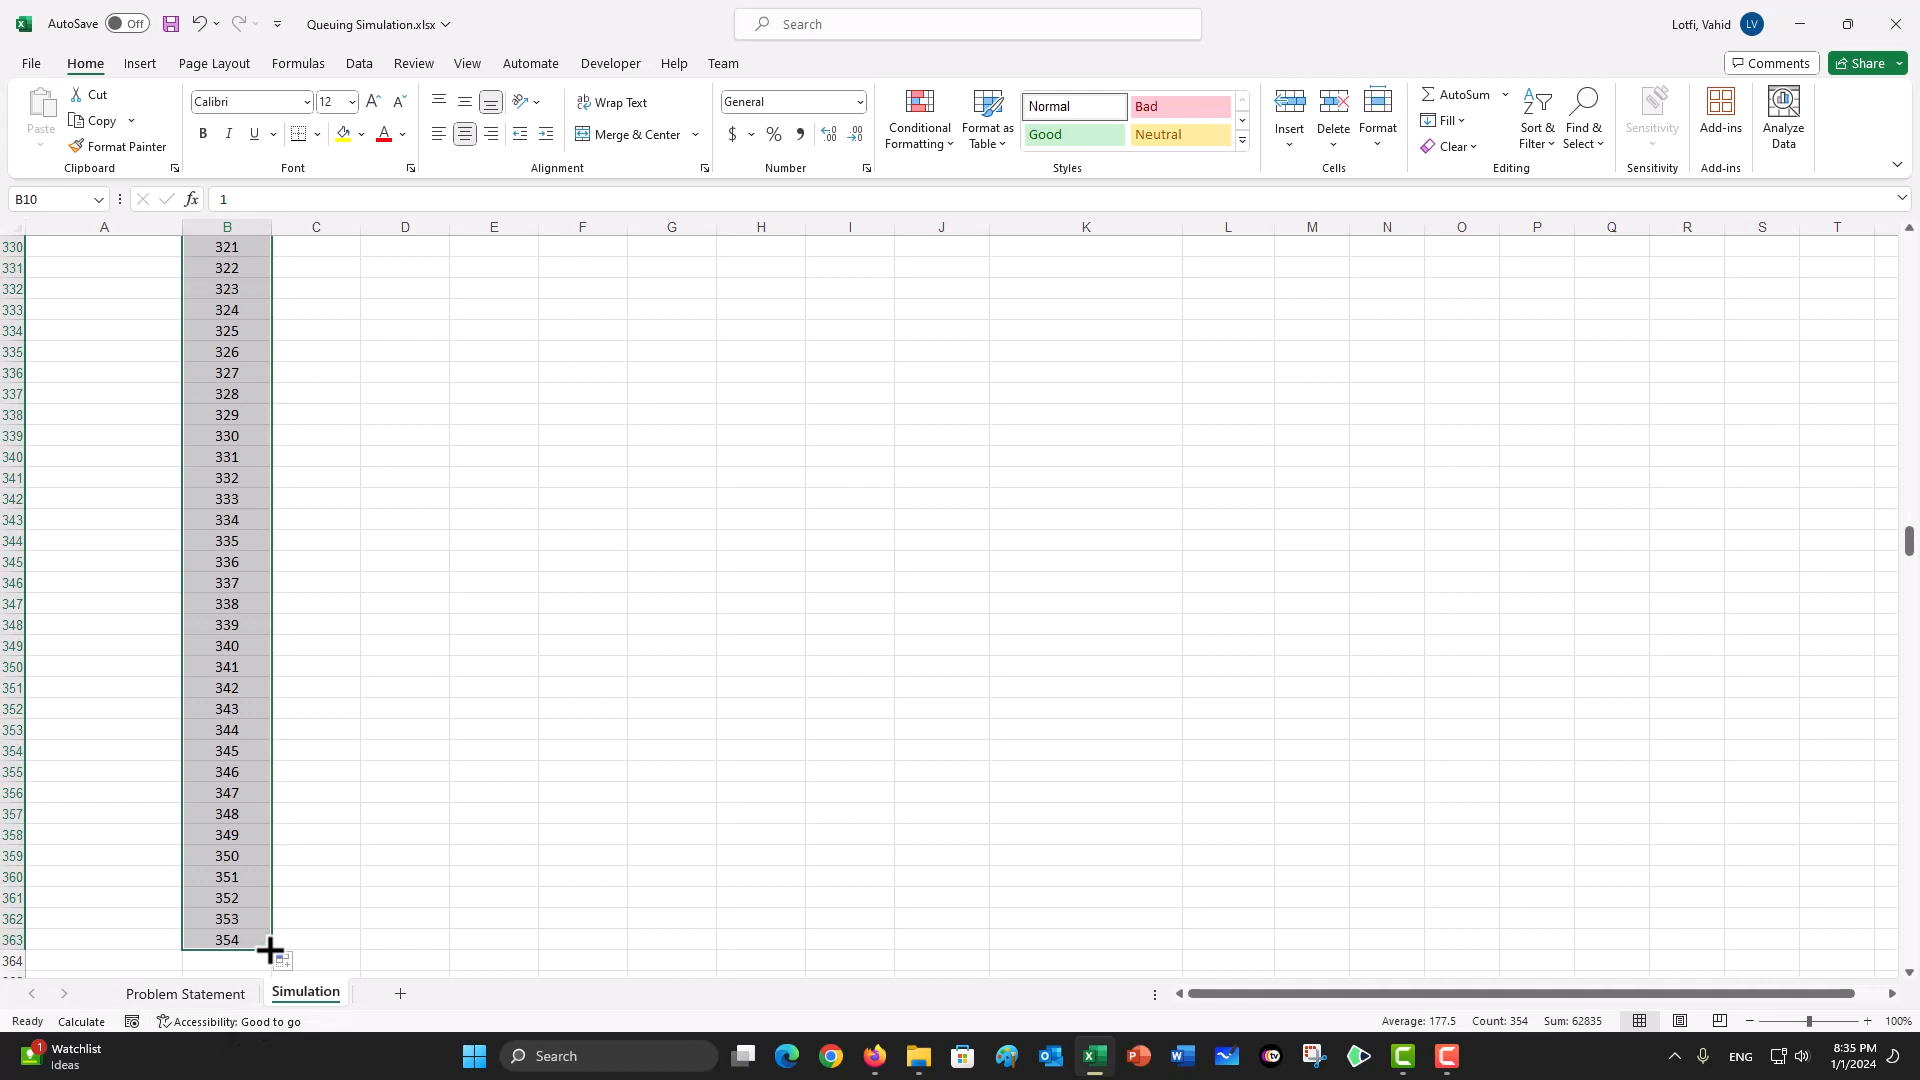 AutoSave Off Queuing Simulation.xlsx Search Lotfi, Vahid LV
File Home Insert Page Layout Formulas Data Review View Automate Developer Help Team Comments Share
Paste Cut Copy Format Painter Clipboard
Calibri 12 B I U A Font
Wrap Text Merge & Center Alignment
General $ % Number
Conditional Formatting Format as Table Normal Bad Good Neutral Styles
Insert Delete Format Cells
AutoSum Fill Clear Sort & Filter Find & Select Editing
Sensitivity Sensitivity
Add-ins Add-ins
Analyze Data
B10 fx 1
A B C D E F G H I J K L M N O P Q R S T
330 321
331 322
332 323
333 324
334 325
335 326
336 327
337 328
338 329
339 330
340 331
341 332
342 333
343 334
344 335
345 336
346 337
347 338
348 339
349 340
350 341
351 342
352 343
353 344
354 345
355 346
356 347
357 348
358 349
359 350
360 351
361 352
362 353
363 354
364
Problem Statement Simulation
Ready Calculate Accessibility: Good to go Average: 177.5 Count: 354 Sum: 62835 100%
1 Watchlist Search ENG 8:35 PM
Ideas 1/1/2024